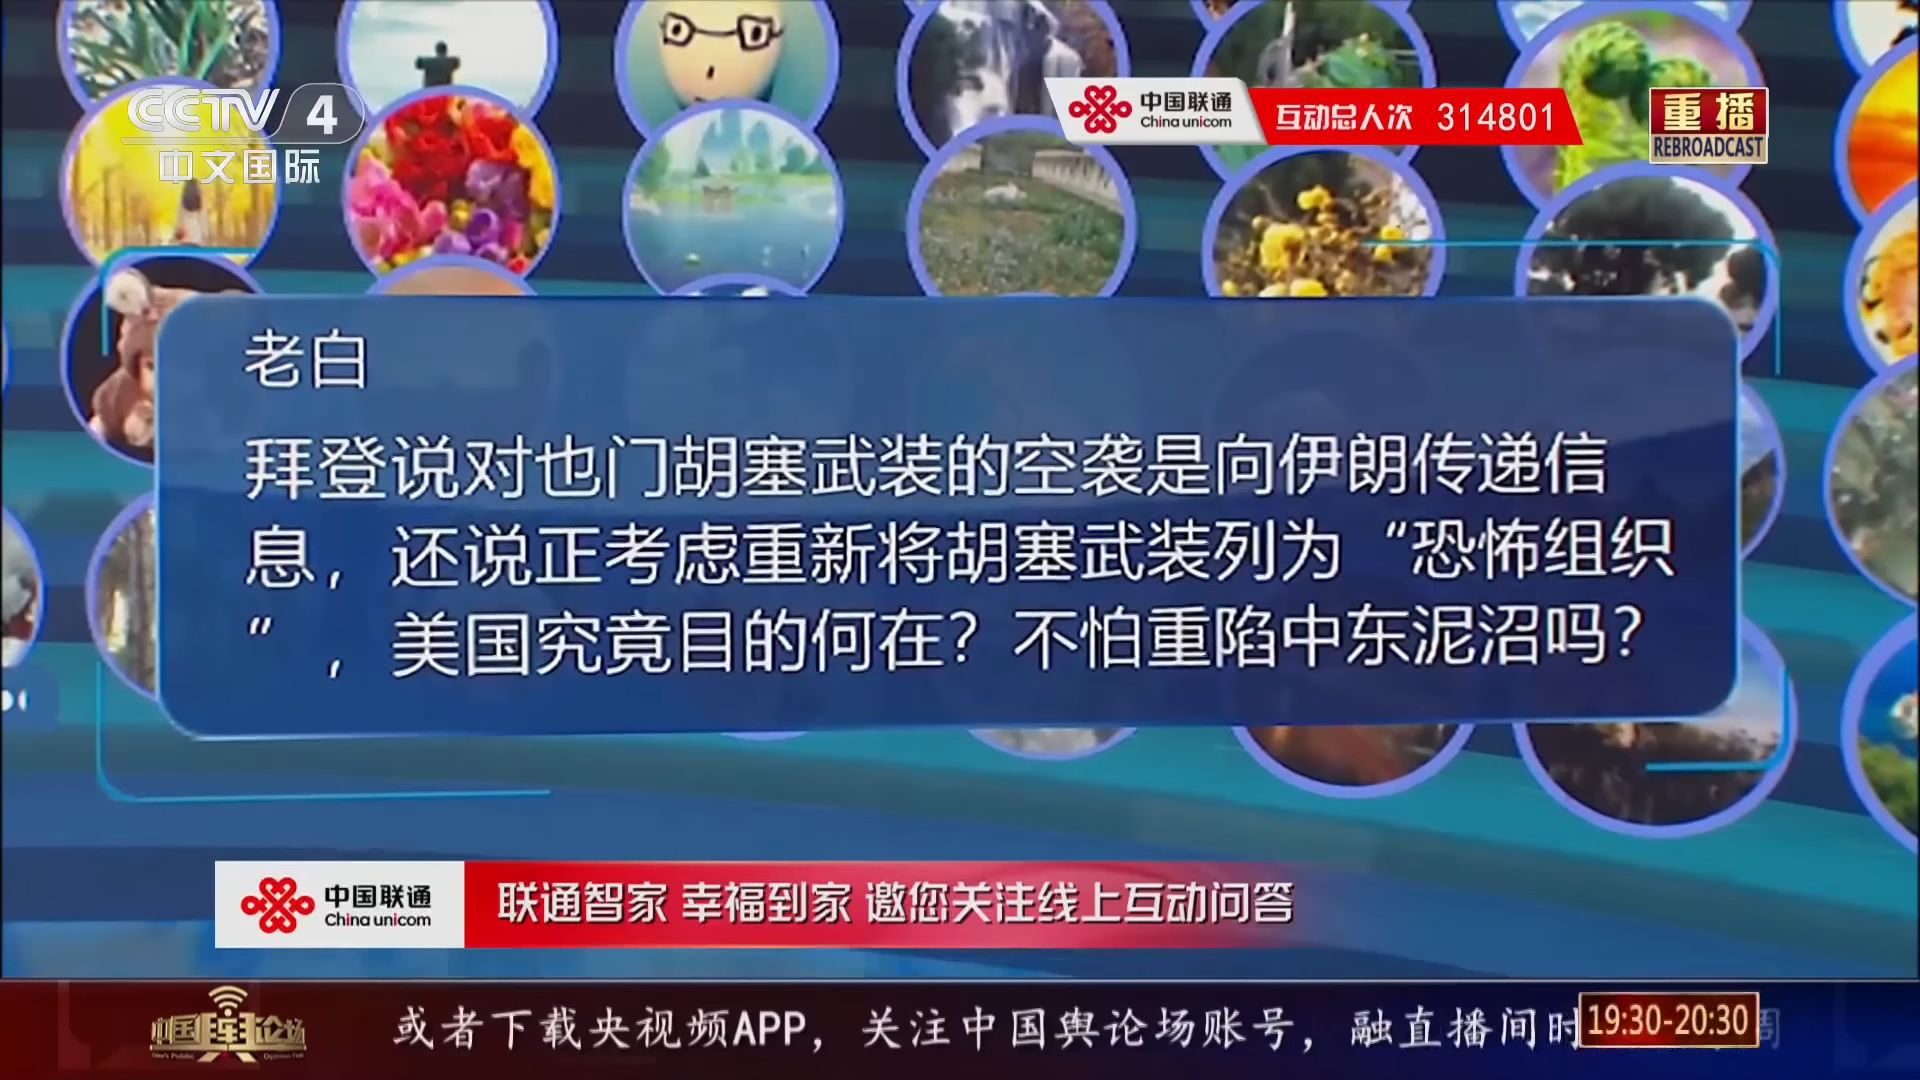 CCTV 4
中文国际
中国联通
China unicom
互动总人次 314801
重播
REBROADCAST
老白
拜登说对也门胡塞武装的空袭是向伊朗传递信
息，还说正考虑重新将胡塞武装列为“恐怖组织
”，美国究竟目的何在？不怕重陷中东泥沼吗？
中国联通
China unicom
联通智家 幸福到家 邀您关注线上互动问答
中国舆论场
或者下载央视频APP，关注中国舆论场账号，融直播间时
19:30-20:30